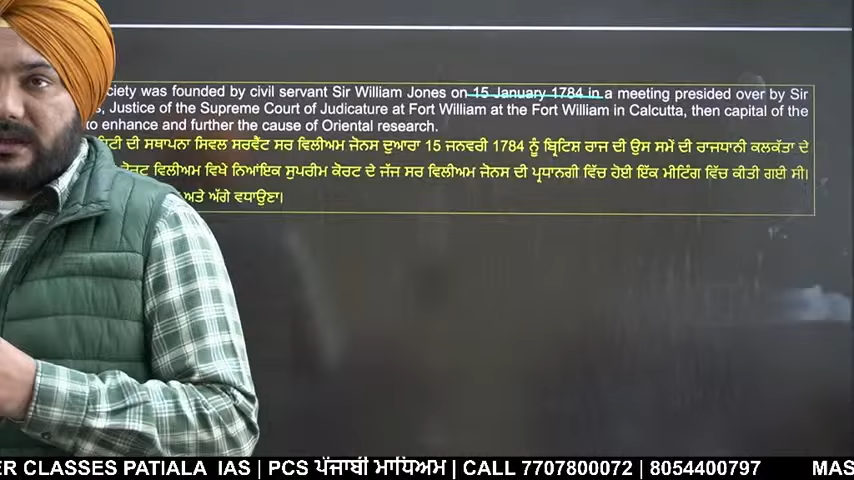 ciety was founded by civil servant Sir William Jones on 15 January 1784 in a meeting presided over by Sir
s, Justice of the Supreme Court of Judicature at Fort William at the Fort William in Calcutta, then capital of the
to enhance and further the cause of Oriental research.
ਇਟੀ ਦੀ ਸਥਾਪਨਾ ਸਿਵਲ ਸਰਵੈਂਟ ਸਰ ਵਿਲੀਅਮ ਜੋਨਸ ਦੁਆਰਾ 15 ਜਨਵਰੀ 1784 ਨੂੰ ਬ੍ਰਿਟਿਸ਼ ਰਾਜ ਦੀ ਉਸ ਸਮੇਂ ਦੀ ਰਾਜਧਾਨੀ ਕਲਕੱਤਾ ਦੇ
ਫੋਰਟ ਵਿਲੀਅਮ ਵਿਖੇ ਨਿਆਂਇਕ ਸੁਪਰੀਮ ਕੋਰਟ ਦੇ ਜੱਜ ਸਰ ਵਿਲੀਅਮ ਜੋਨਸ ਦੀ ਪ੍ਰਧਾਨਗੀ ਵਿੱਚ ਹੋਈ ਇੱਕ ਮੀਟਿੰਗ ਵਿੱਚ ਕੀਤੀ ਗਈ ਸੀ।
ਅਤੇ ਅੱਗੇ ਵਧਾਉਣਾ।
ER CLASSES PATIALA IAS | PCS ਪੰਜਾਬੀ ਮਾਧਿਅਮ | CALL 7707800072 | 8054400797 MAS